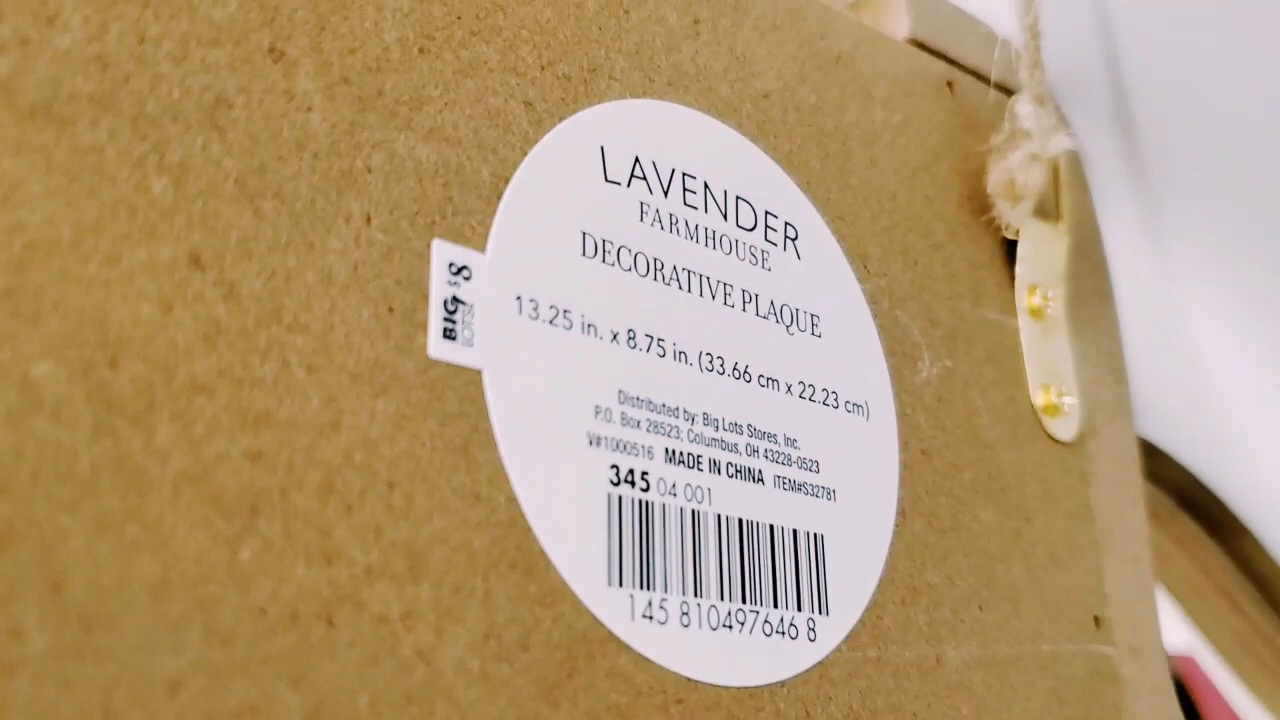 LAVENDER
FARMHOUSE
DECORATIVE PLAQUE
13.25 in. x 8.75 in. (33.66 cm x 22.23 cm)
Distributed by: Big Lots Stores, Inc.
P.O. Box 28523; Columbus, OH 43228-0523
V#1000516 MADE IN CHINA ITEM#S32781
345 04 001
145 810497646 8
BIG $8
LOTS!